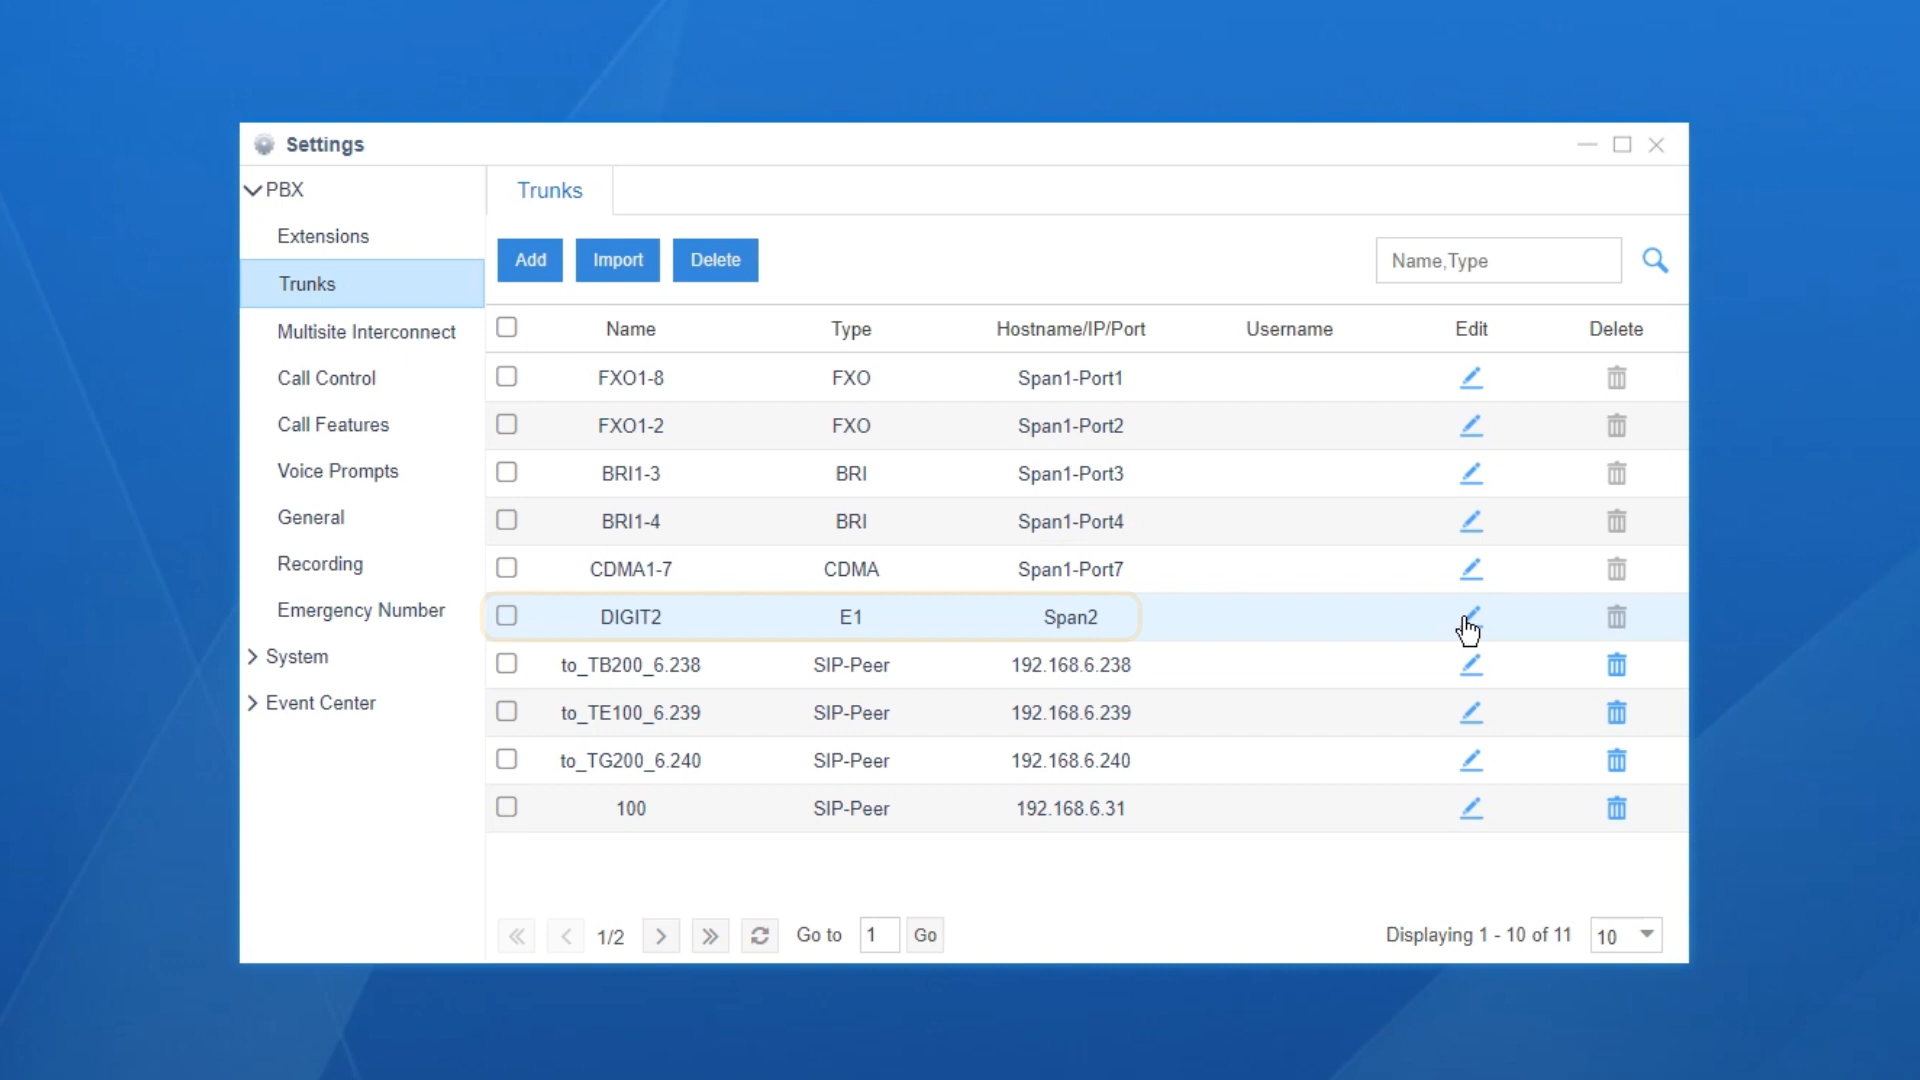 Settings
PBX
Extensions
Trunks
Multisite Interconnect
Call Control
Call Features
Voice Prompts
General
Recording
Emergency Number
System
Event Center
Trunks
Add Import Delete Name,Type
Name Type Hostname/IP/Port Username Edit Delete
FXO1-8 FXO Span1-Port1
FXO1-2 FXO Span1-Port2
BRI1-3 BRI Span1-Port3
BRI1-4 BRI Span1-Port4
CDMA1-7 CDMA Span1-Port7
DIGIT2 E1 Span2
to_TB200_6.238 SIP-Peer 192.168.6.238
to_TE100_6.239 SIP-Peer 192.168.6.239
to_TG200_6.240 SIP-Peer 192.168.6.240
100 SIP-Peer 192.168.6.31
1/2 Go to 1 Go Displaying 1 - 10 of 11 10